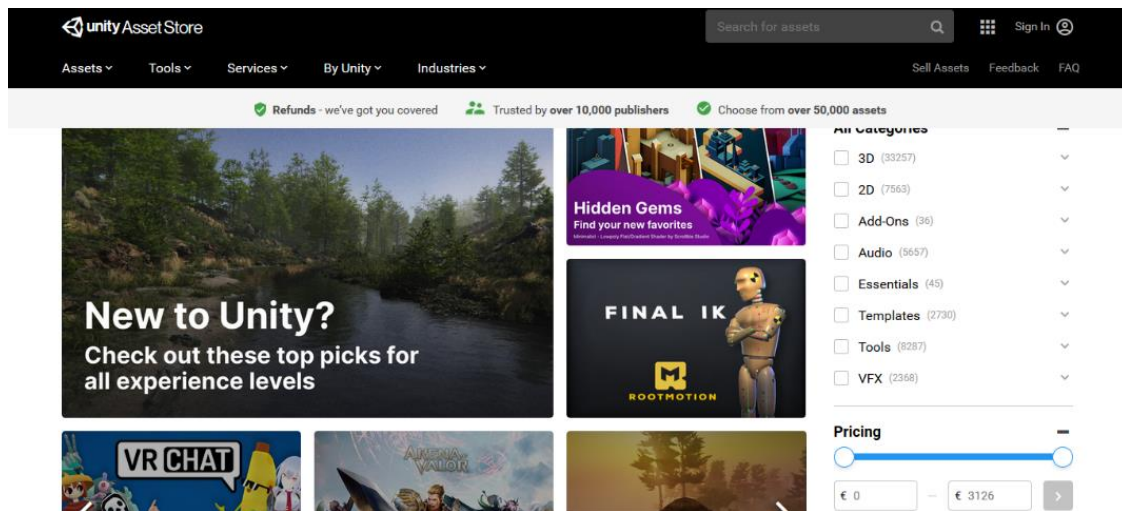 unity Asset Store
Search for assets
Sign In
Assets
Tools
Services
By Unity
Industries
Sell Assets
Feedback
FAQ
Refunds - we've got you covered
Trusted by over 10,000 publishers
Choose from over 50,000 assets
New to Unity?
Check out these top picks for
all experience levels
Hidden Gems
Find your new favorites
FINAL IK
ROOTMOTION
VRCHAT
ARENA OF
VALOR
All Categories
3D (33257)
2D (7563)
Add-Ons (36)
Audio (5657)
Essentials (45)
Templates (2730)
Tools (8287)
VFX (2368)
Pricing
€ 0
€ 3126